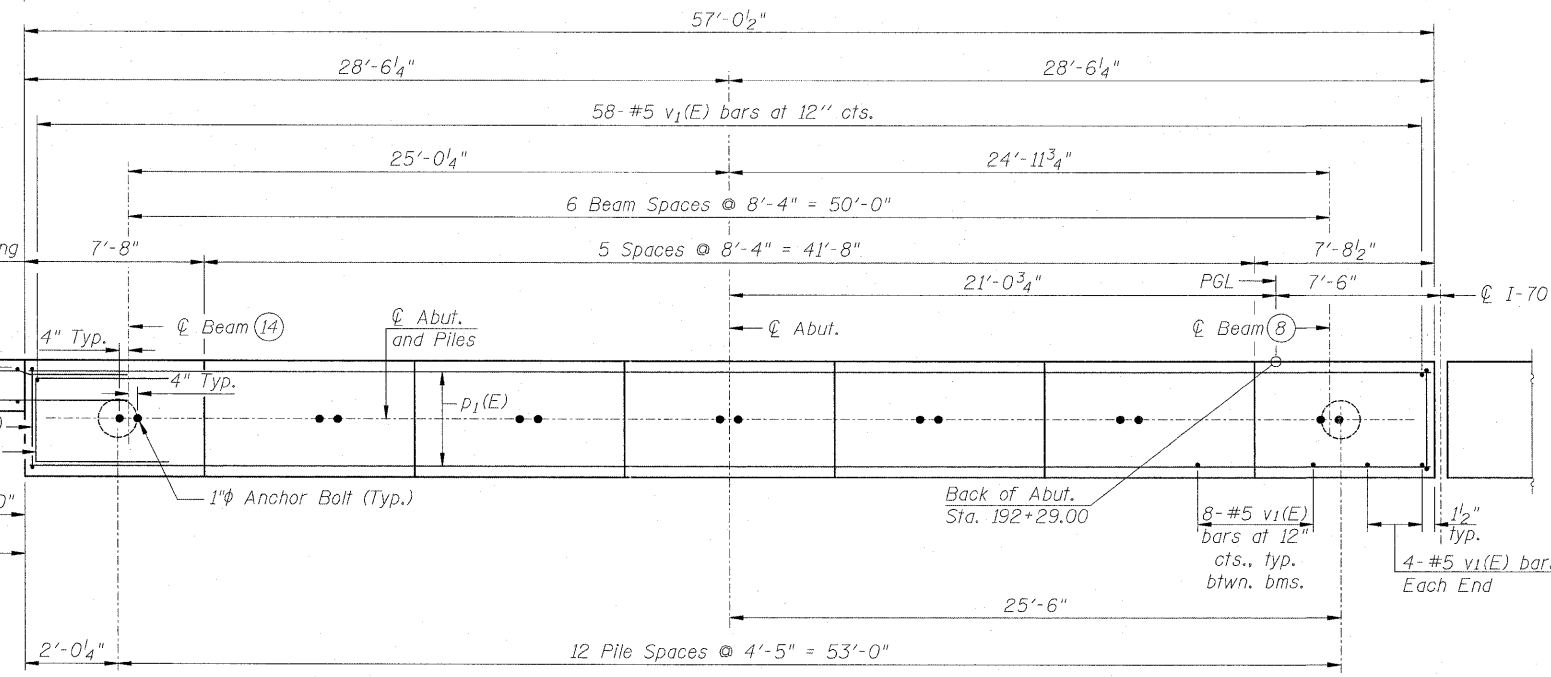 57'-0½"
28'-6¼" 28'-6¼"
58-#5 v₁(E) bars at 12" cts.
25'-0¼" 24'-11¾"
6 Beam Spaces @ 8'-4" = 50'-0"
ng 7'-8" 5 Spaces @ 8'-4" = 41'-8" 7'-8½"
21'-0¾" PGL 7'-6" ℄ I-70
℄ Beam 14 ℄ Abut. ℄ Abut. ℄ Beam 8
and Piles
4" Typ.
4" Typ.
p₁(E)
1"φ Anchor Bolt (Typ.)
Back of Abut.
Sta. 192+29.00
0"
8-#5 v₁(E)
bars at 12"
cts., typ.
btwn. bms.
1½"
typ.
4-#5 v₁(E) bar
Each End
25'-6"
2'-0¼" 12 Pile Spaces @ 4'-5" = 53'-0"